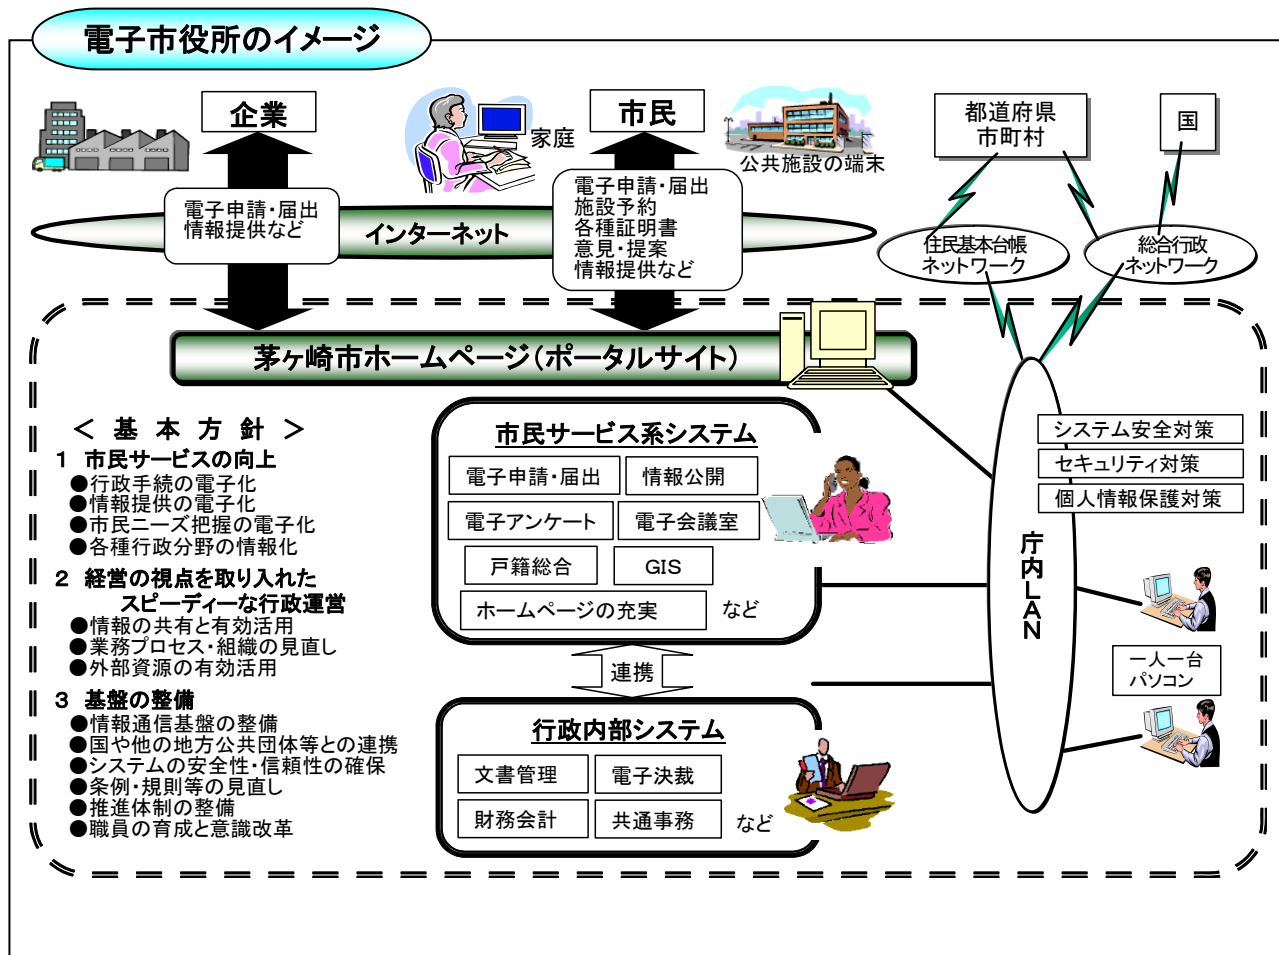 電子市役所のイメージ
企業
市民
家庭
公共施設の端末
都道府県
市町村
国
電子申請・届出
情報提供など
インターネット
電子申請・届出
施設予約
各種証明書
意見・提案
情報提供など
住民基本台帳
ネットワーク
総合行政
ネットワーク
茅ヶ崎市ホームページ（ポータルサイト）
＜ 基 本 方 針 ＞
1 市民サービスの向上
●行政手続の電子化
●情報提供の電子化
●市民ニーズ把握の電子化
●各種行政分野の情報化
2 経営の視点を取り入れた
スピーディーな行政運営
●情報の共有と有効活用
●業務プロセス・組織の見直し
●外部資源の有効活用
3 基盤の整備
●情報通信基盤の整備
●国や他の地方公共団体等との連携
●システムの安全性・信頼性の確保
●条例・規則等の見直し
●推進体制の整備
●職員の育成と意識改革
市民サービス系システム
電子申請・届出
情報公開
電子アンケート
電子会議室
戸籍総合
GIS
ホームページの充実
など
連携
行政内部システム
文書管理
電子決裁
財務会計
共通事務
など
庁内LAN
システム安全対策
セキュリティ対策
個人情報保護対策
一人一台
パソコン